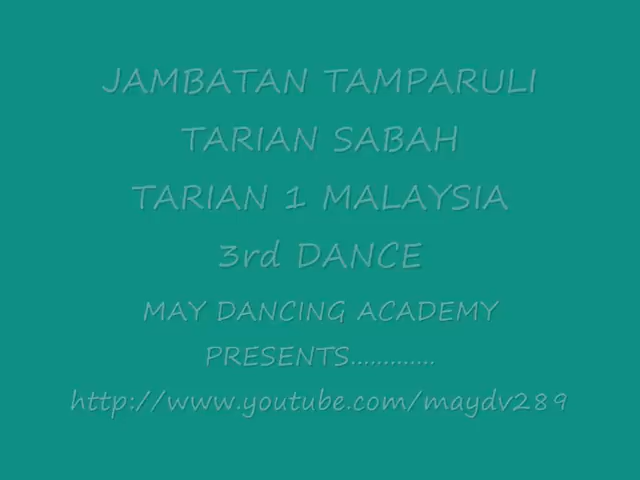 JAMBATAN TAMPARULI
TARIAN SABAH
TARIAN 1 MALAYSIA
3rd DANCE
MAY DANCING ACADEMY
PRESENTS.............
http://www.youtube.com/maydv289